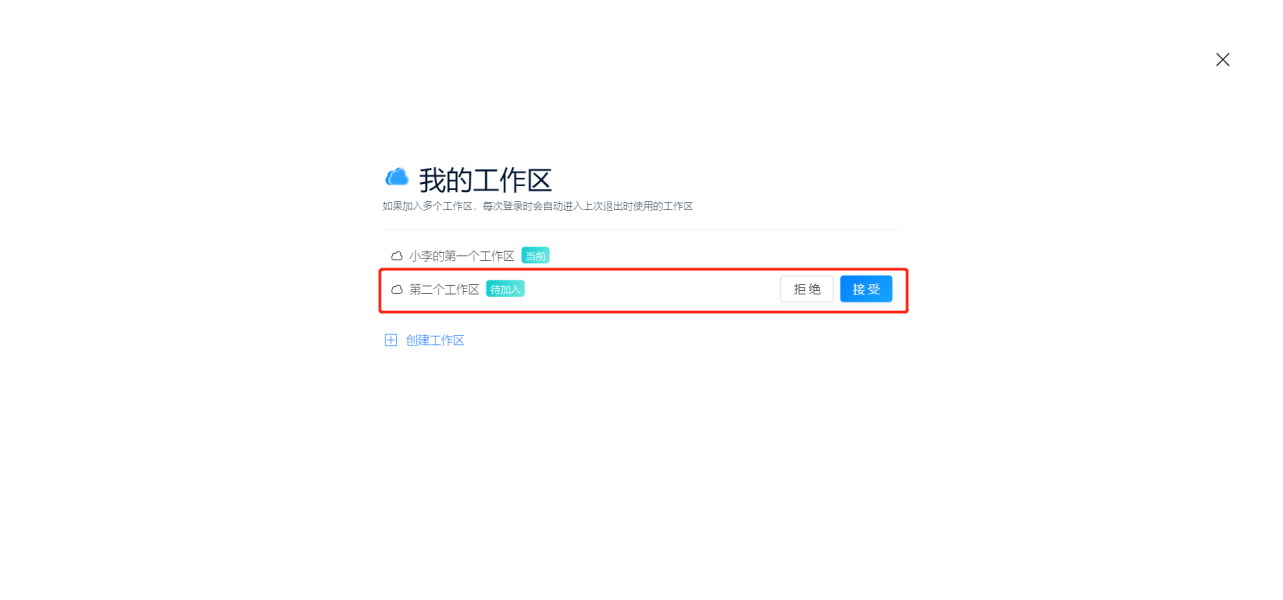 我的工作区
如果加入多个工作区，每次登录时会自动进入上次退出时使用的工作区
小李的第一个工作区 当前
第二个工作区 待加入 拒绝 接受
创建工作区